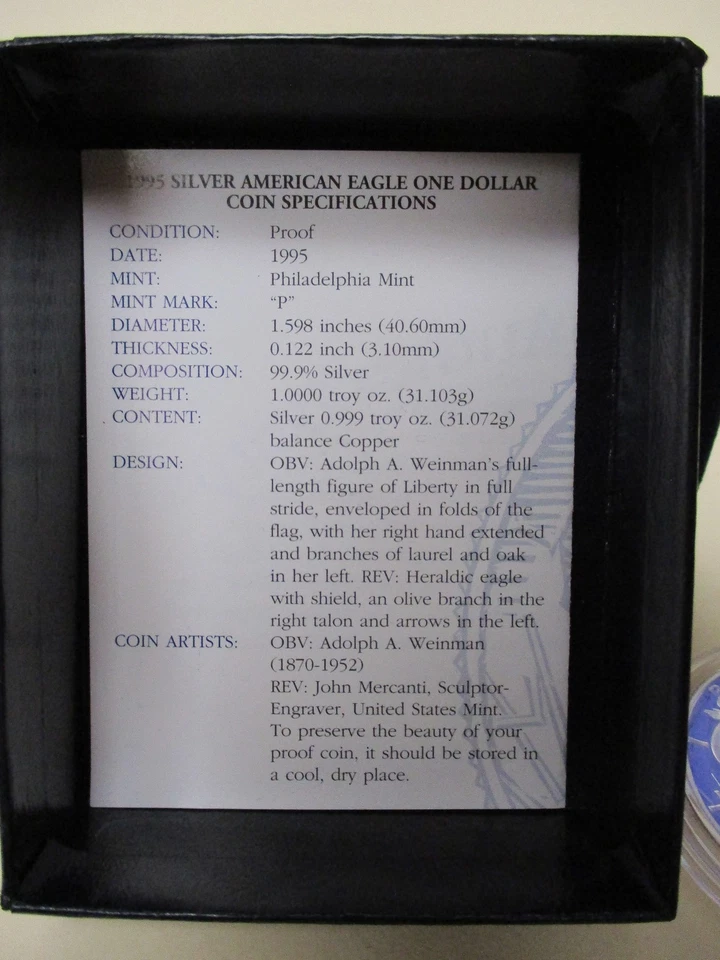 1995 SILVER AMERICAN EAGLE ONE DOLLAR
COIN SPECIFICATIONS
CONDITION: Proof
DATE: 1995
MINT: Philadelphia Mint
MINT MARK: “P”
DIAMETER: 1.598 inches (40.60mm)
THICKNESS: 0.122 inch (3.10mm)
COMPOSITION: 99.9% Silver
WEIGHT: 1.0000 troy oz. (31.103g)
CONTENT: Silver 0.999 troy oz. (31.072g)
balance Copper
DESIGN: OBV: Adolph A. Weinman’s full-
length figure of Liberty in full
stride, enveloped in folds of the
flag, with her right hand extended
and branches of laurel and oak
in her left. REV: Heraldic eagle
with shield, an olive branch in the
right talon and arrows in the left.
COIN ARTISTS: OBV: Adolph A. Weinman
(1870-1952)
REV: John Mercanti, Sculptor-
Engraver, United States Mint.
To preserve the beauty of your
proof coin, it should be stored in
a cool, dry place.